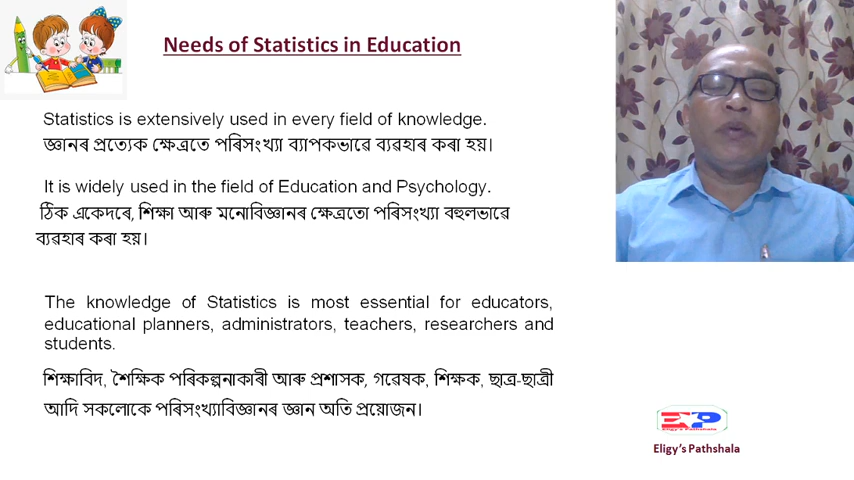 Needs of Statistics in Education
Statistics is extensively used in every field of knowledge.
জ্ঞানৰ প্ৰত্যেক ক্ষেত্ৰতে পৰিসংখ্যা ব্যাপকভাৱে ব্যৱহাৰ কৰা হয়।
It is widely used in the field of Education and Psychology.
ঠিক একেদৰে, শিক্ষা আৰু মনোবিজ্ঞানৰ ক্ষেত্ৰতো পৰিসংখ্যা বহুলভাৱে
ব্যৱহাৰ কৰা হয়।
The knowledge of Statistics is most essential for educators,
educational planners, administrators, teachers, researchers and
students.
শিক্ষাবিদ, শৈক্ষিক পৰিকল্পনাকাৰী আৰু প্ৰশাসক, গৱেষক, শিক্ষক, ছাত্ৰ-ছাত্ৰী
আদি সকলোকে পৰিসংখ্যাবিজ্ঞানৰ জ্ঞান অতি প্ৰয়োজন।
EP
Eligy's Pathshala
Eligy's Pathshala